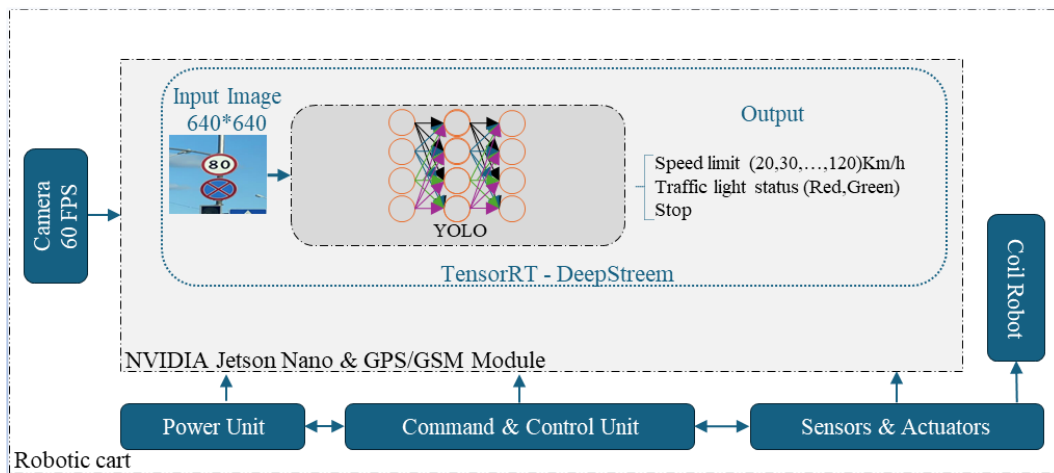 Input Image
640*640
80
YOLO
Output
Speed limit (20,30,…,120)Km/h
Traffic light status (Red,Green)
Stop
TensorRT - DeepStreem
Camera
60 FPS
Coil Robot
NVIDIA Jetson Nano & GPS/GSM Module
Power Unit
Command & Control Unit
Sensors & Actuators
Robotic cart